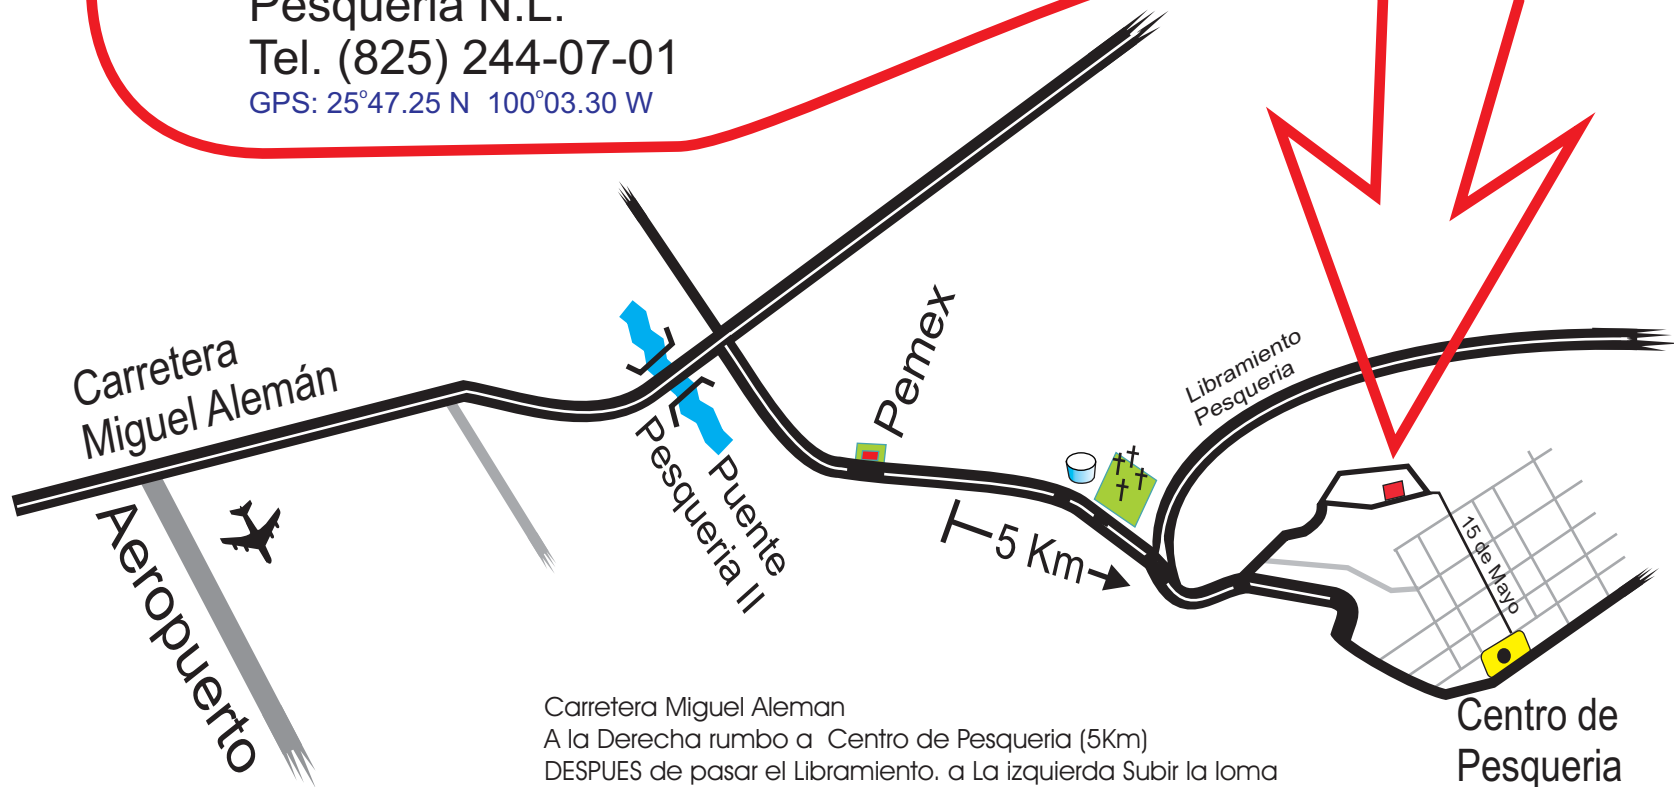 Pesqueria N.L.
Tel. (825) 244-07-01
GPS: 25°47.25 N 100°03.30 W
Carretera
Miguel Alemán
Aeropuerto
Puente
Pesqueria II
Pemex
5 Km
Libramiento
Pesqueria
15 de Mayo
Centro de
Pesqueria
Carretera Miguel Aleman
A la Derecha rumbo a Centro de Pesqueria (5Km)
DESPUES de pasar el Libramiento. a La izquierda Subir la loma